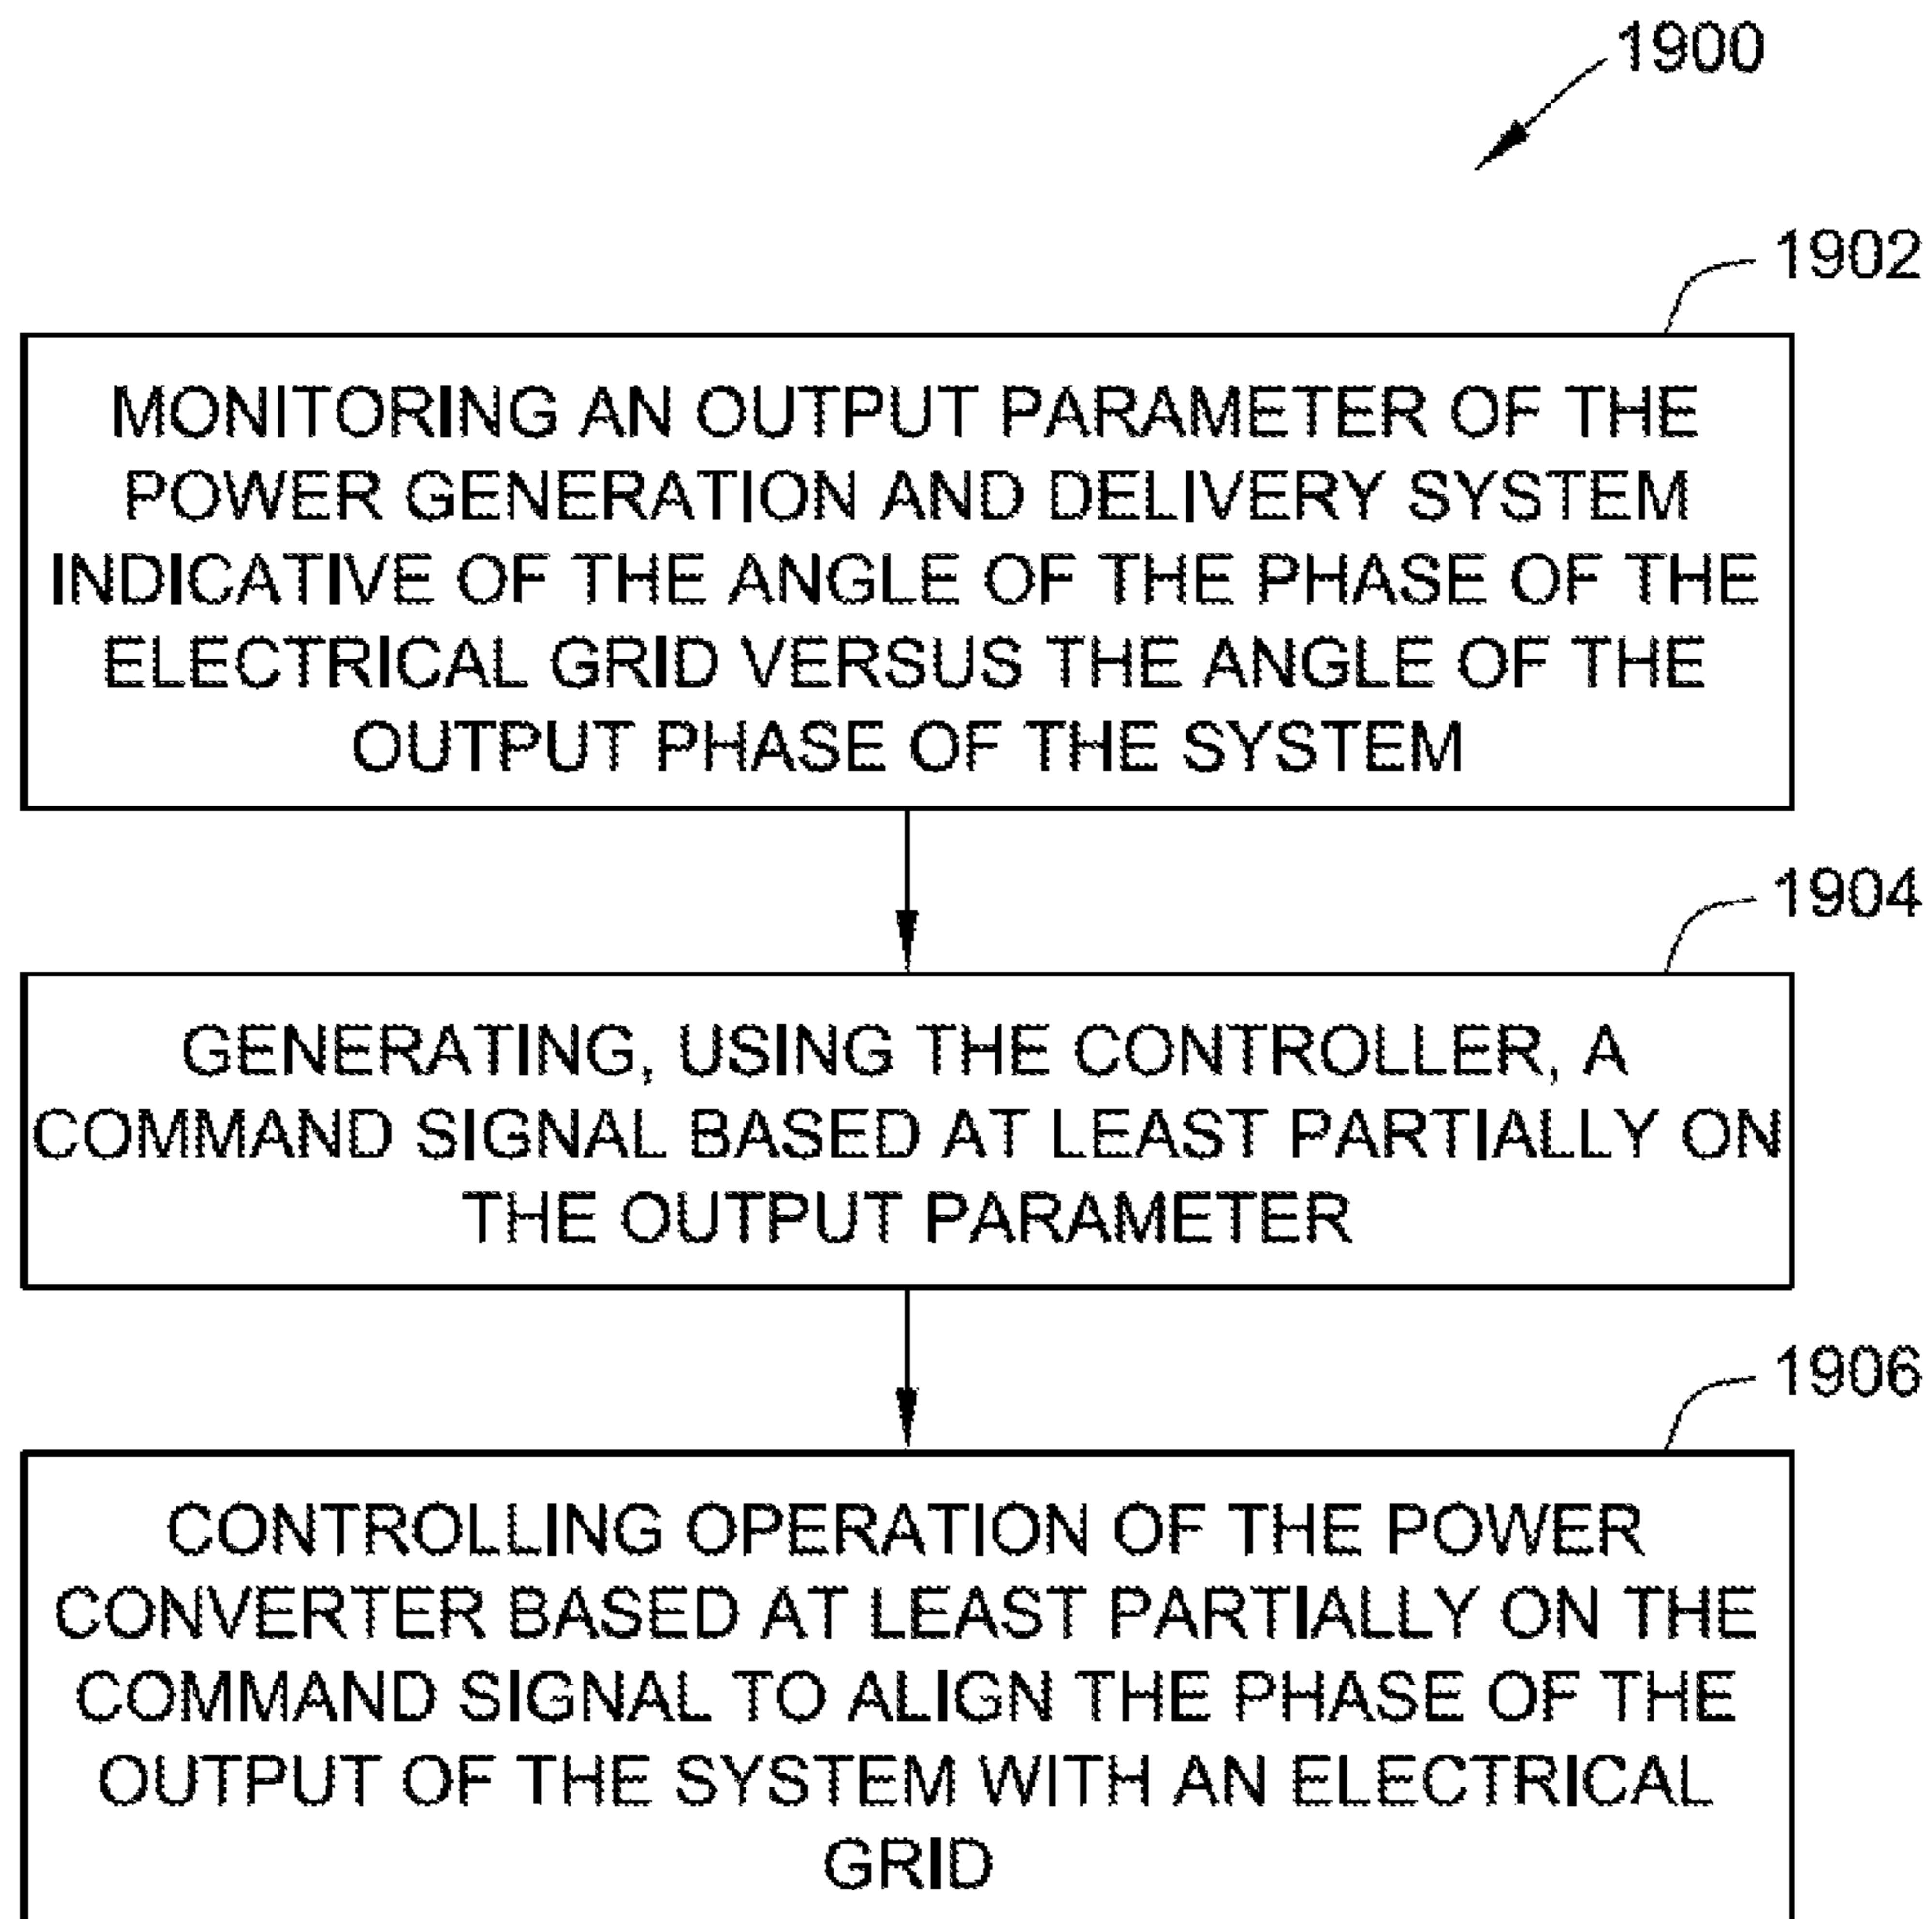 1900
1902
MONITORING AN OUTPUT PARAMETER OF THE
POWER GENERATION AND DELIVERY SYSTEM
INDICATIVE OF THE ANGLE OF THE PHASE OF THE
ELECTRICAL GRID VERSUS THE ANGLE OF THE
OUTPUT PHASE OF THE SYSTEM
1904
GENERATING, USING THE CONTROLLER, A
COMMAND SIGNAL BASED AT LEAST PARTIALLY ON
THE OUTPUT PARAMETER
1906
CONTROLLING OPERATION OF THE POWER
CONVERTER BASED AT LEAST PARTIALLY ON THE
COMMAND SIGNAL TO ALIGN THE PHASE OF THE
OUTPUT OF THE SYSTEM WITH AN ELECTRICAL
GRID